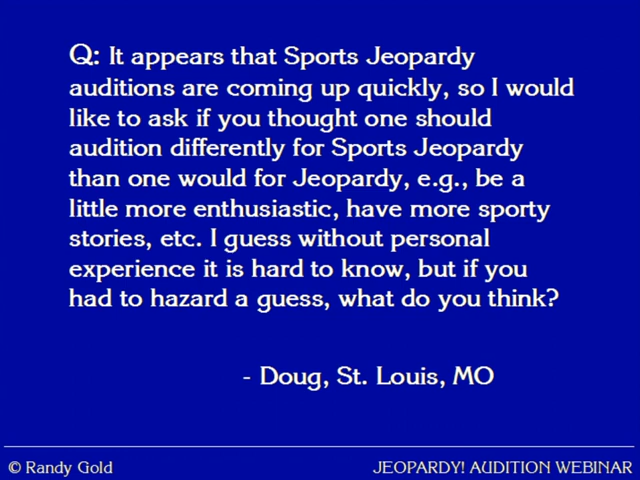 Q: It appears that Sports Jeopardy
auditions are coming up quickly, so I would
like to ask if you thought one should
audition differently for Sports Jeopardy
than one would for Jeopardy, e.g., be a
little more enthusiastic, have more sporty
stories, etc. I guess without personal
experience it is hard to know, but if you
had to hazard a guess, what do you think?
- Doug, St. Louis, MO
© Randy Gold
JEOPARDY! AUDITION WEBINAR